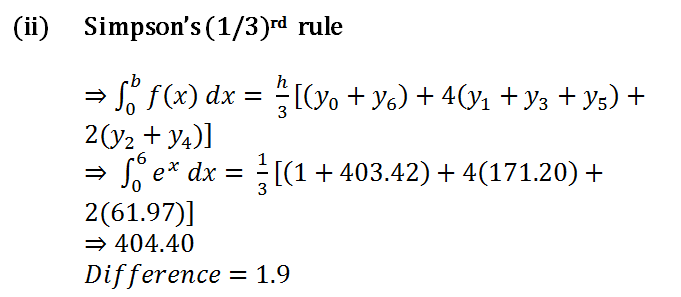 (ii) Simpson's (1/3)ʳᵈ rule
⇒ ∫₀ᵇ f(x) dx = h/3 [(y₀ + y₆) + 4(y₁ + y₃ + y₅) +
2(y₂ + y₄)]
⇒ ∫₀⁶ eˣ dx = 1/3 [(1 + 403.42) + 4(171.20) +
2(61.97)]
⇒ 404.40
Difference = 1.9